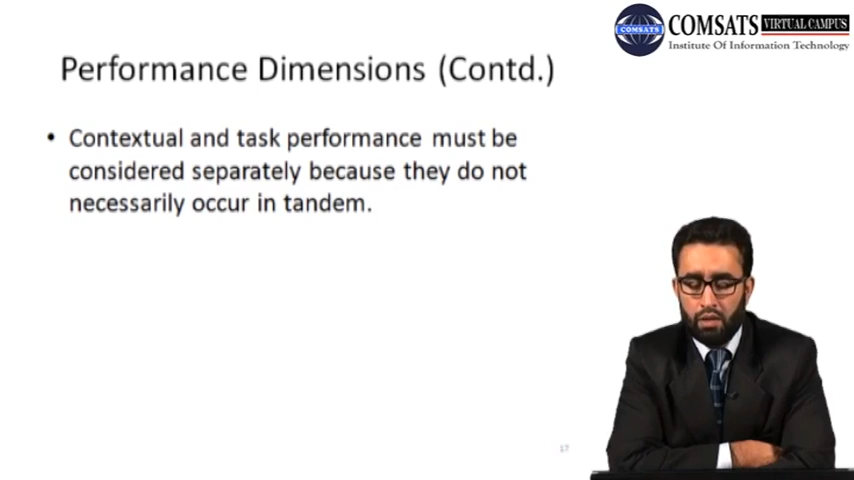 COMSATS VIRTUAL CAMPUS
COMSATS
Institute Of Information Technology
Performance Dimensions (Contd.)
• Contextual and task performance must be
considered separately because they do not
necessarily occur in tandem.
17